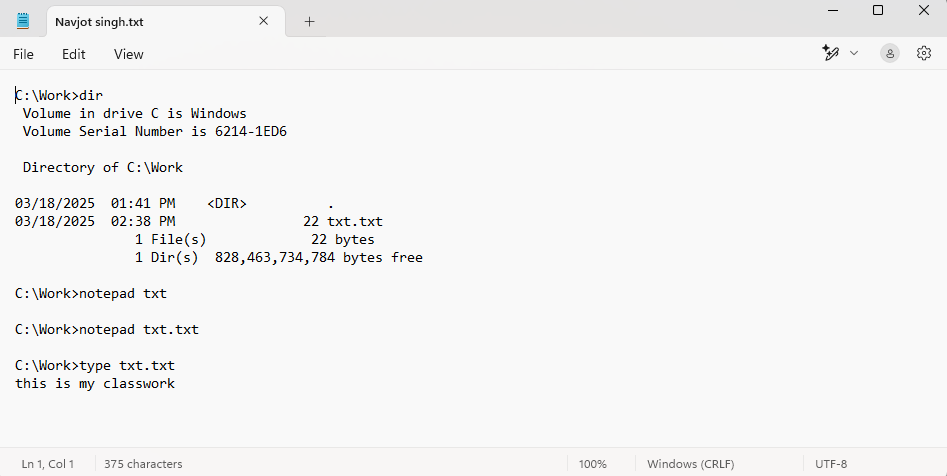 Navjot singh.txt
File Edit View
C:\Work>dir
 Volume in drive C is Windows
 Volume Serial Number is 6214-1ED6
 Directory of C:\Work
03/18/2025  01:41 PM    <DIR>          .
03/18/2025  02:38 PM                22 txt.txt
               1 File(s)             22 bytes
               1 Dir(s)  828,463,734,784 bytes free
C:\Work>notepad txt
C:\Work>notepad txt.txt
C:\Work>type txt.txt
this is my classwork
Ln 1, Col 1 375 characters 100% Windows (CRLF) UTF-8